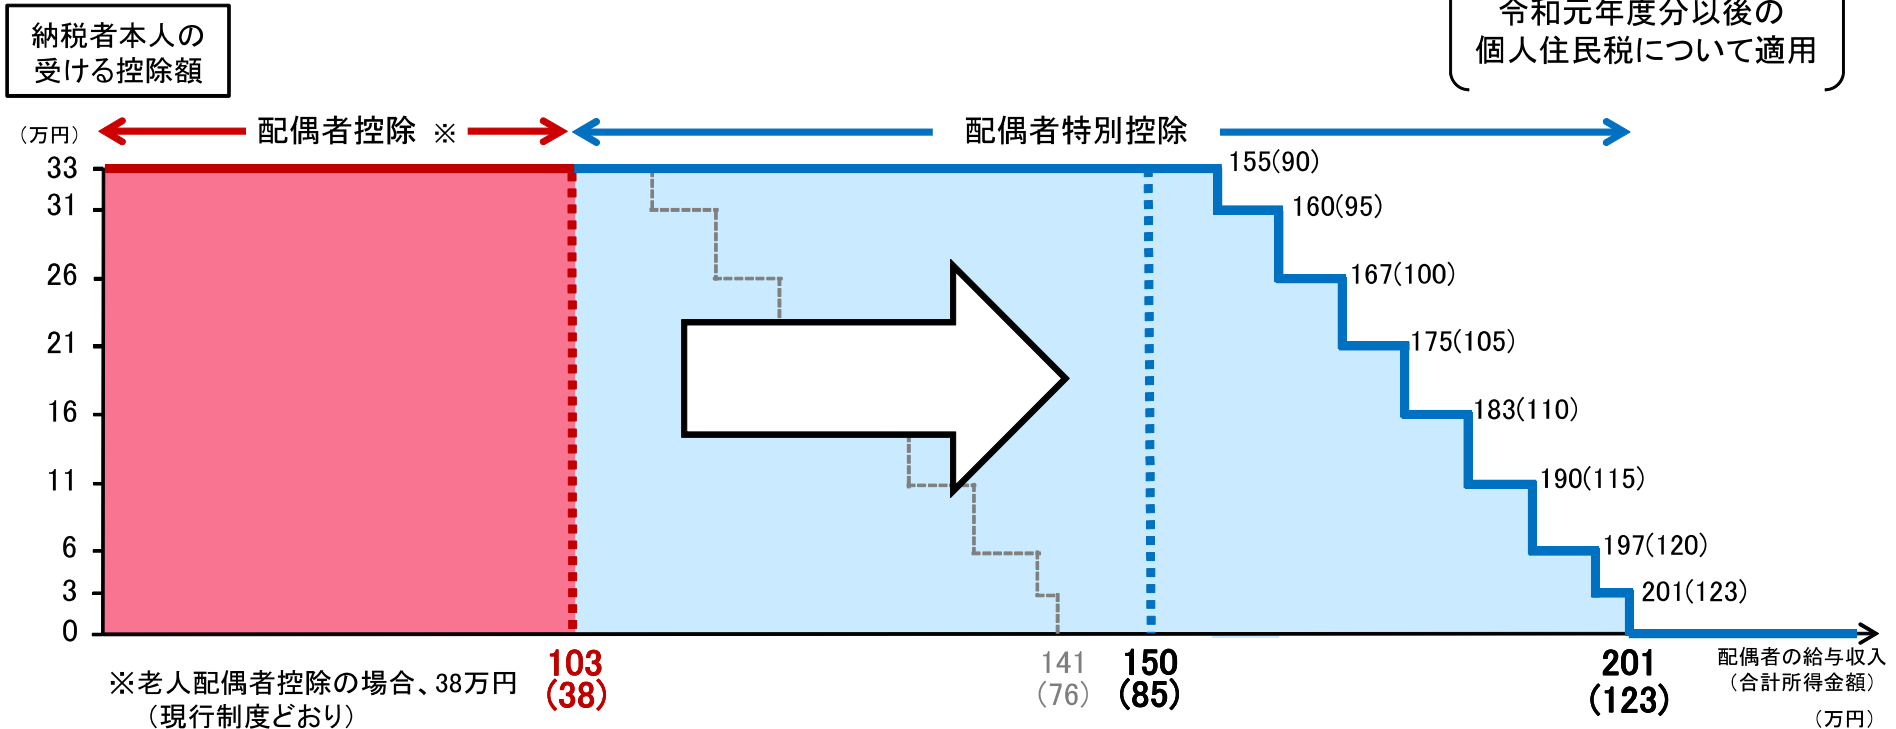 納税者本人の
受ける控除額
令和元年度分以後の
個人住民税について適用
(万円)
配偶者控除 ※
配偶者特別控除
33
31
26
21
16
11
6
3
0
155(90)
160(95)
167(100)
175(105)
183(110)
190(115)
197(120)
201(123)
103
(38)
141
(76)
150
(85)
201
(123)
配偶者の給与収入
(合計所得金額)
(万円)
※老人配偶者控除の場合、38万円
(現行制度どおり)